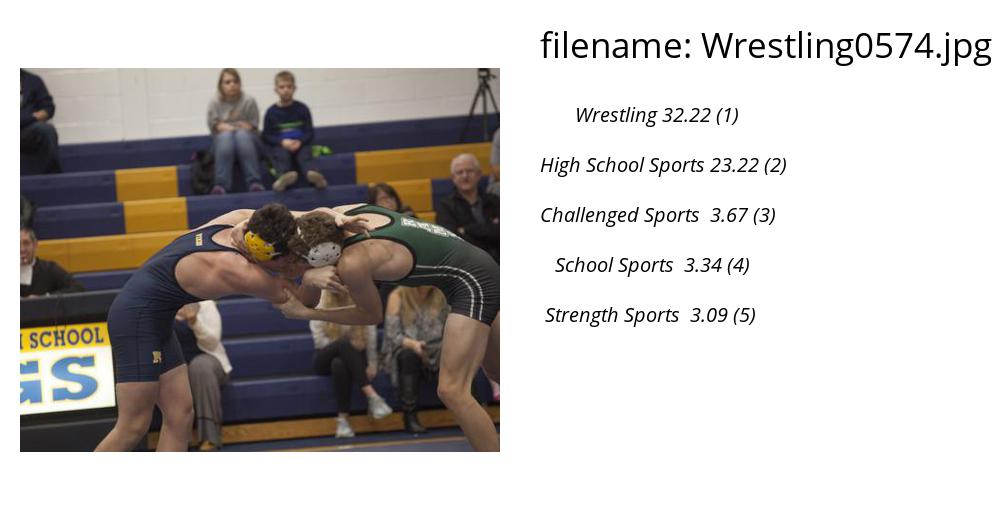 filename: Wrestling0574.jpg
Wrestling 32.22 (1)
High School Sports 23.22 (2)
Challenged Sports 3.67 (3)
School Sports 3.34 (4)
Strength Sports 3.09 (5)
SCHOOL
GS